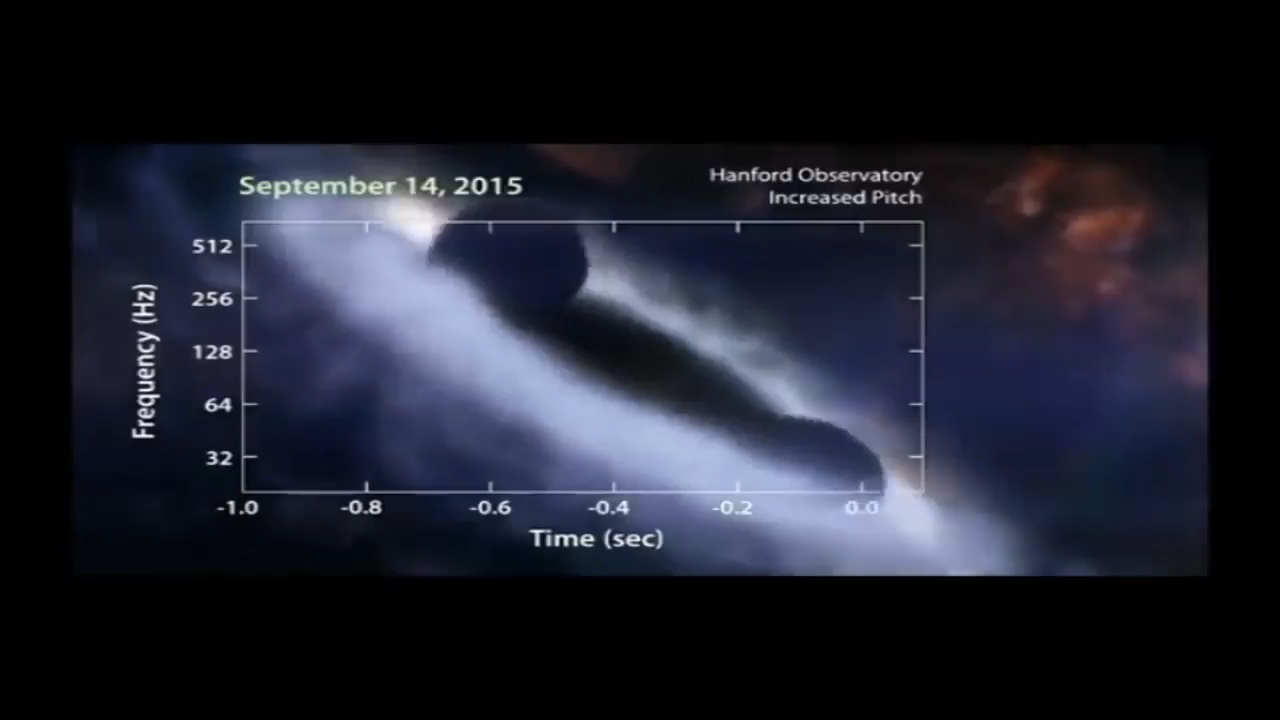 September 14, 2015
Hanford Observatory
Increased Pitch
Frequency (Hz)
512
256
128
64
32
-1.0 -0.8 -0.6 -0.4 -0.2 0.0
Time (sec)